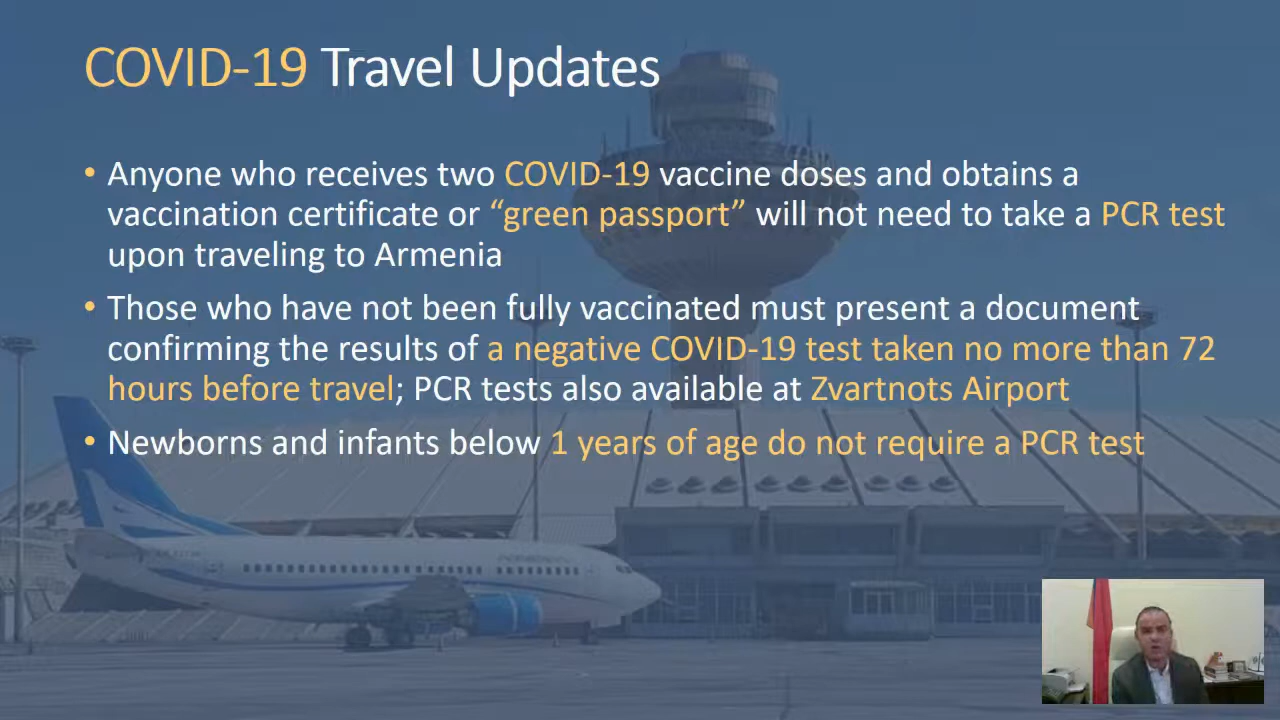 COVID-19 Travel Updates
• Anyone who receives two COVID-19 vaccine doses and obtains a
vaccination certificate or “green passport” will not need to take a PCR test
upon traveling to Armenia
• Those who have not been fully vaccinated must present a document
confirming the results of a negative COVID-19 test taken no more than 72
hours before travel; PCR tests also available at Zvartnots Airport
• Newborns and infants below 1 years of age do not require a PCR test